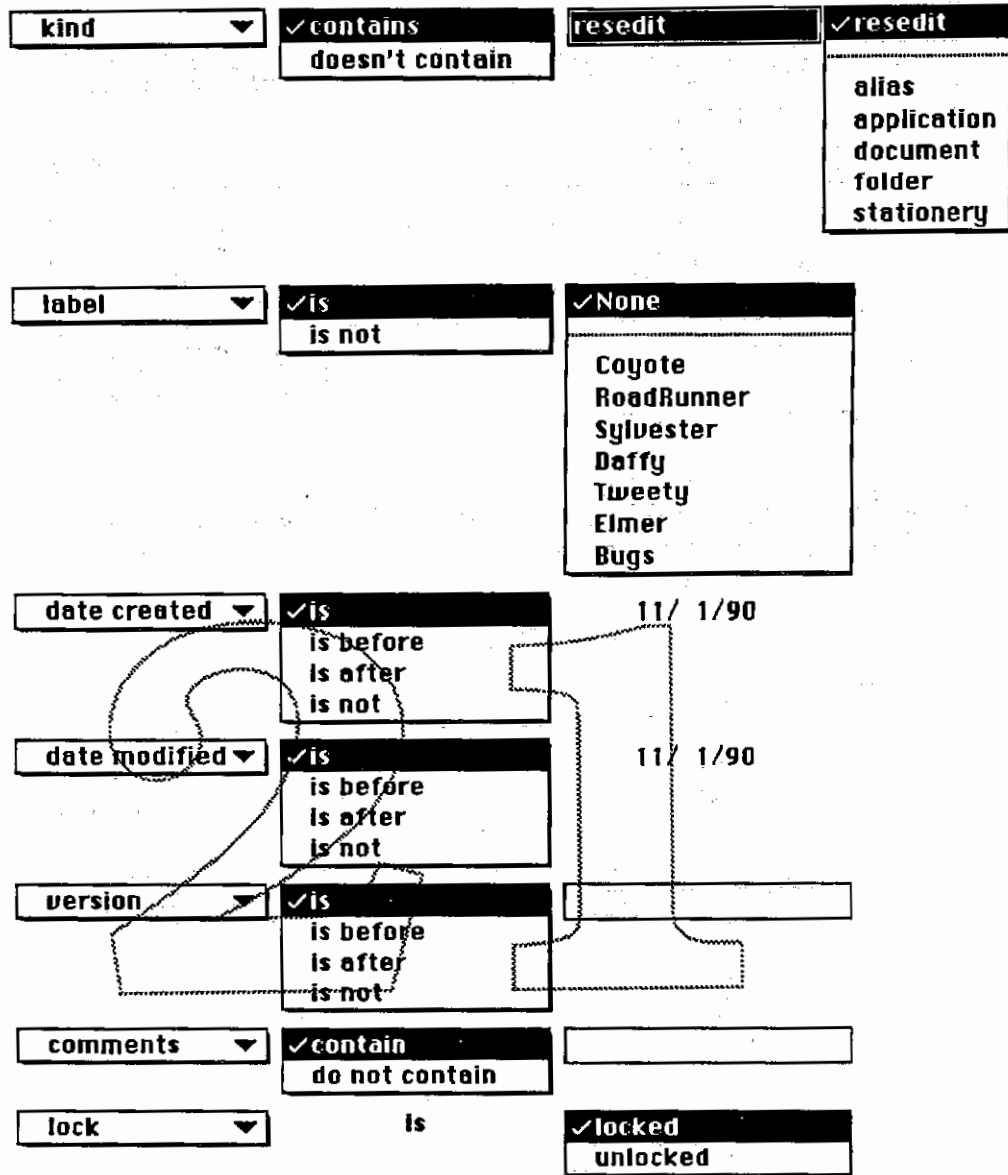 kind ✓contains resedit ✓resedit
doesn't contain
alias
application
document
folder
stationery
label ✓is ✓None
is not
Coyote
RoadRunner
Sylvester
Daffy
Tweety
Elmer
Bugs
date created ✓is 11/ 1/90
is before
is after
is not
date modified ✓is 11/ 1/90
is before
is after
is not
version ✓is
is before
is after
is not
comments ✓contain
do not contain
lock is ✓locked
unlocked
21